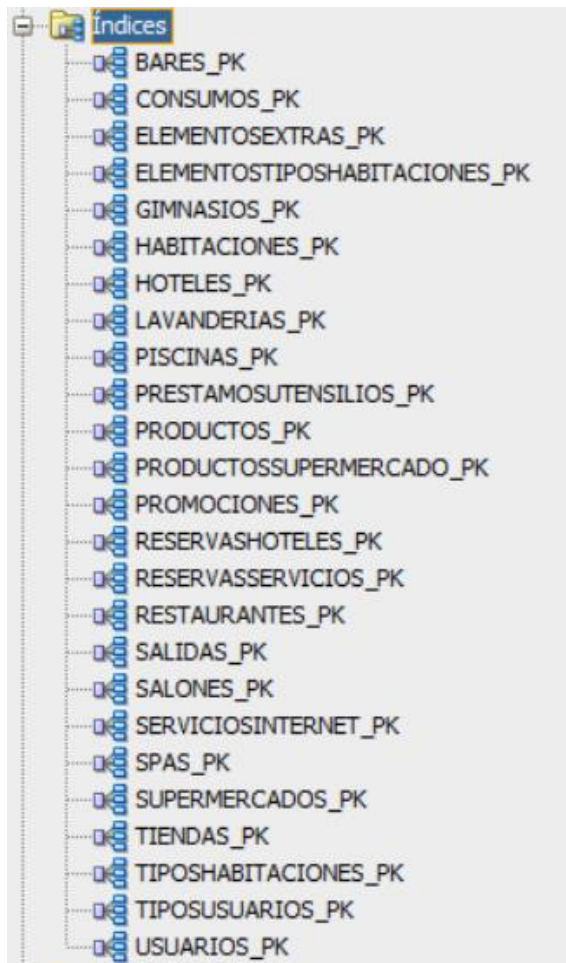 Índices
BARES_PK
CONSUMOS_PK
ELEMENTOSEXTRAS_PK
ELEMENTOSTIPOSHABITACIONES_PK
GIMNASIOS_PK
HABITACIONES_PK
HOTELES_PK
LAVANDERIAS_PK
PISCINAS_PK
PRESTAMOSUTENSILIOS_PK
PRODUCTOS_PK
PRODUCTOSSUPERMERCADO_PK
PROMOCIONES_PK
RESERVASHOTELES_PK
RESERVASSERVICIOS_PK
RESTAURANTES_PK
SALIDAS_PK
SALONES_PK
SERVICIOSINTERNET_PK
SPAS_PK
SUPERMERCADOS_PK
TIENDAS_PK
TIPOSHABITACIONES_PK
TIPOSUSUARIOS_PK
USUARIOS_PK